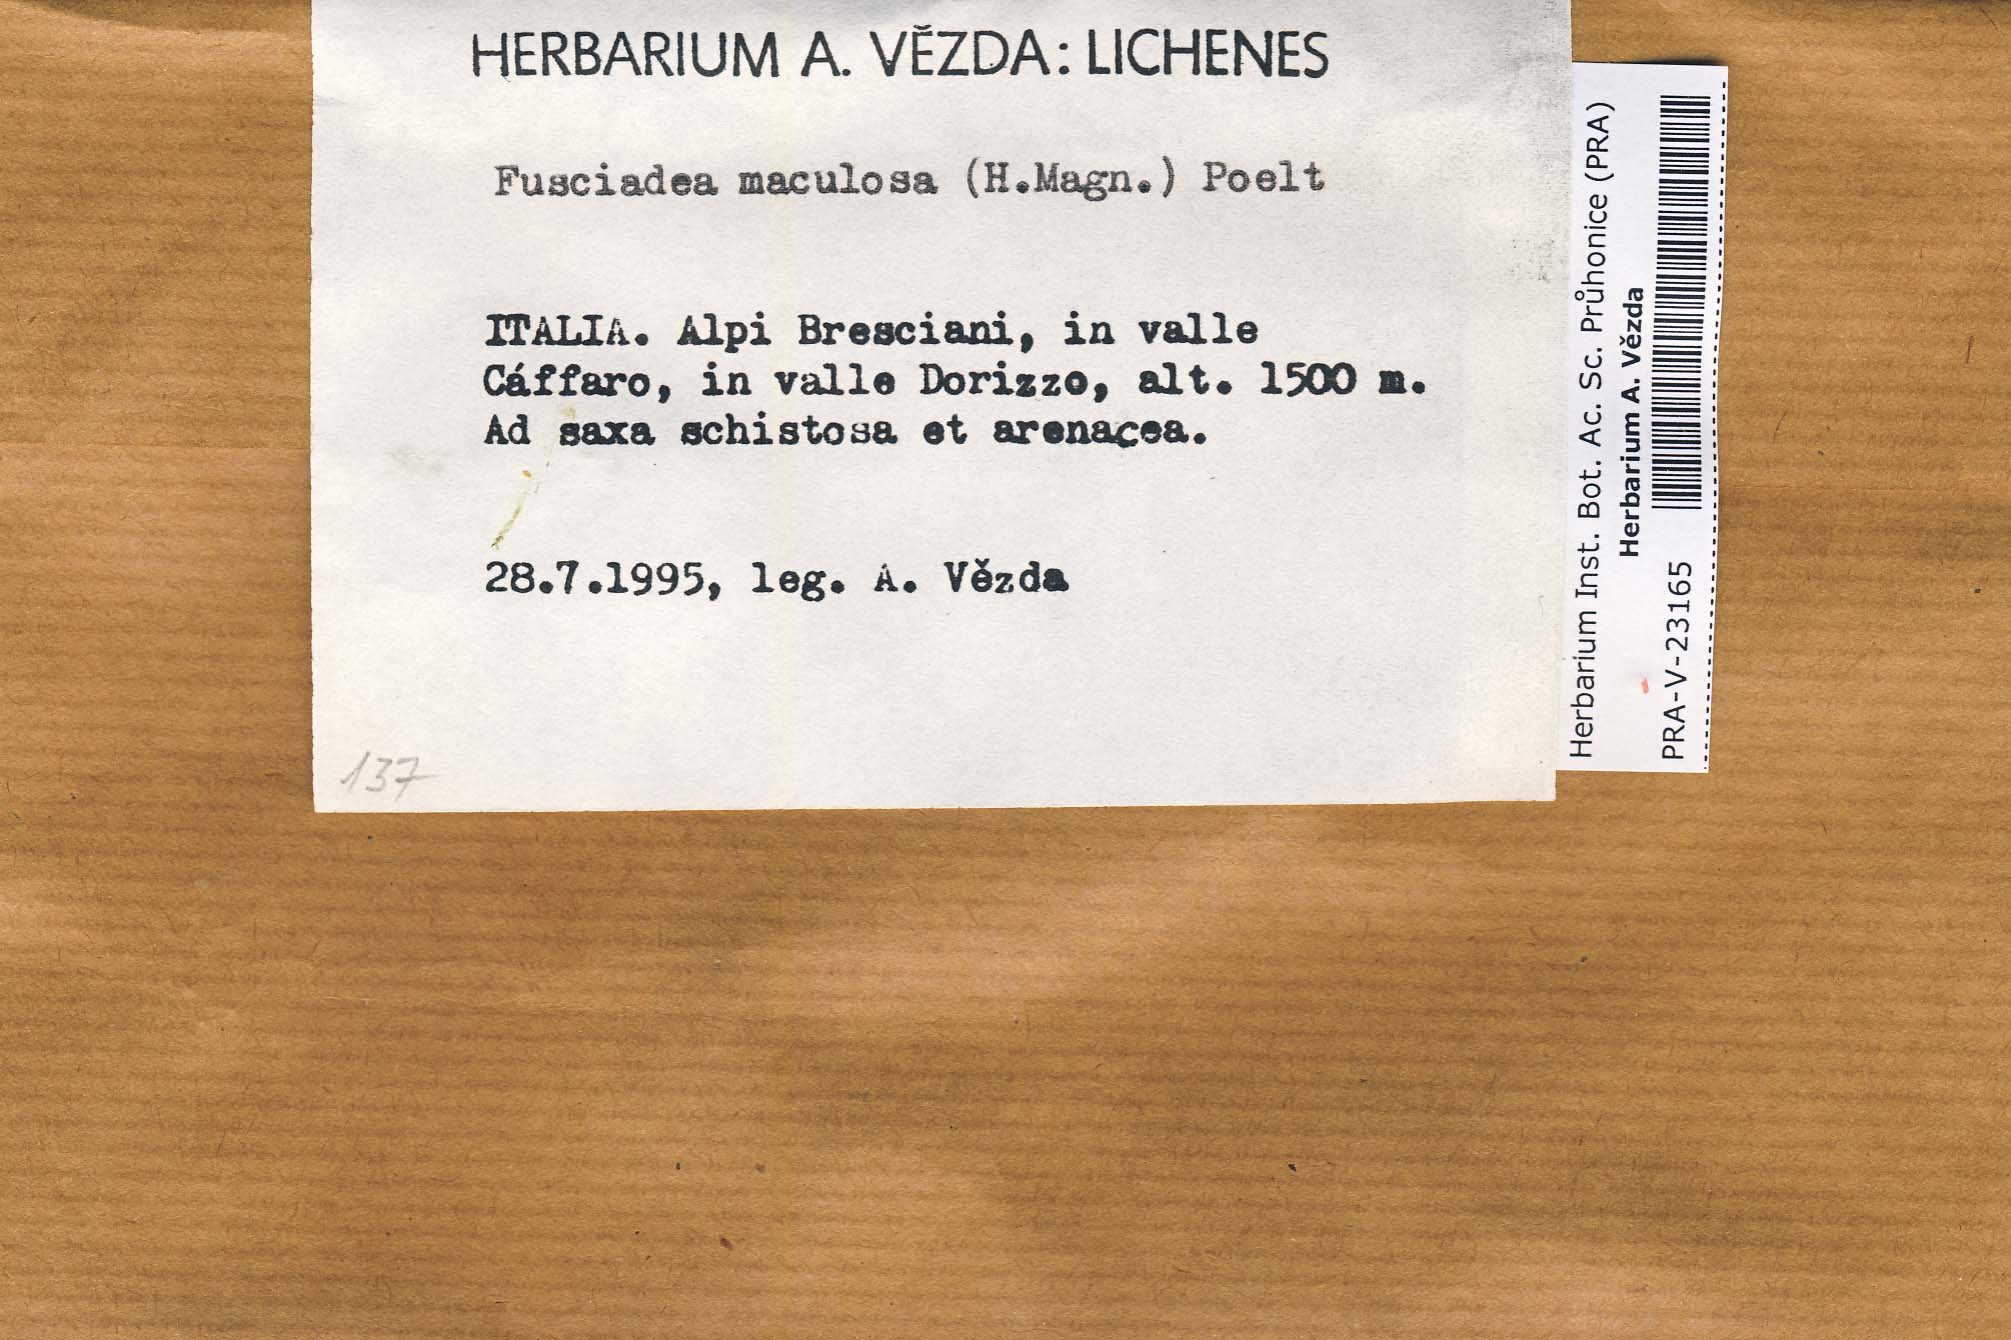 HERBARIUM A. VĚZDA: LICHENES
Fusciadea maculosa (H.Magn.) Poelt
ITALIA. Alpi Bresciani, in valle
Cáffaro, in valle Dorizzo, alt. 1500 m.
Ad saxa schistosa et arenacea.
28.7.1995, leg. A. Vězda
137
Herbarium Inst. Bot. Ac. Sc. Průhonice (PRA)
Herbarium A. Vězda
PRA-V-23165